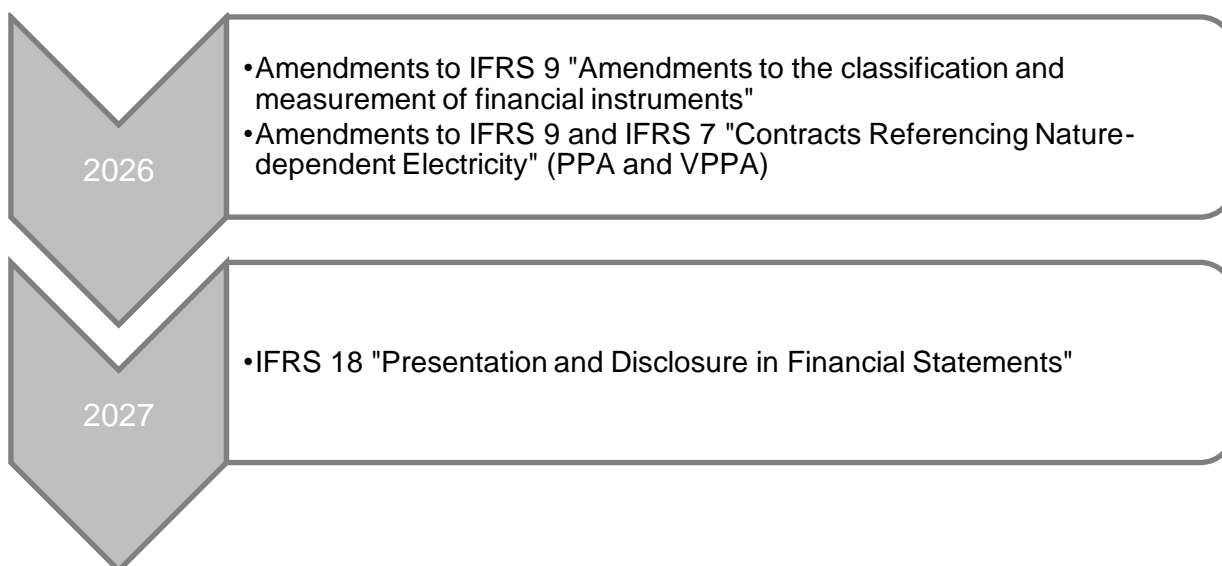 2026
•Amendments to IFRS 9 "Amendments to the classification and
measurement of financial instruments"
•Amendments to IFRS 9 and IFRS 7 "Contracts Referencing Nature-
dependent Electricity" (PPA and VPPA)
2027
•IFRS 18 "Presentation and Disclosure in Financial Statements"